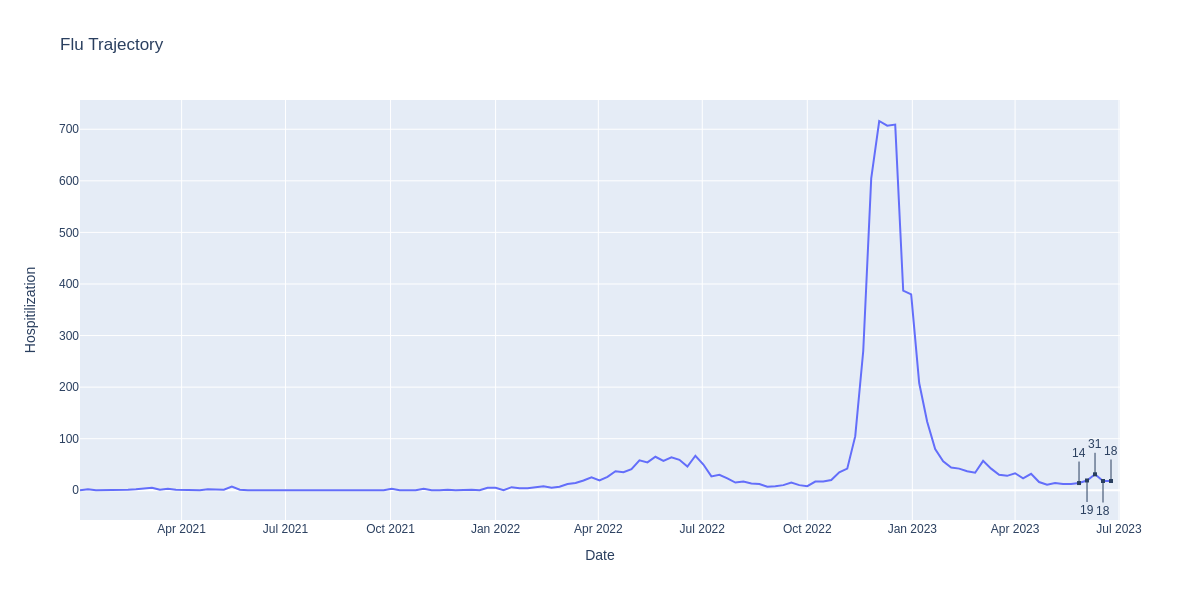 Flu Trajectory
Hospitilization
700
600
500
400
300
200
100
0
14
31
18
19
18
Apr 2021
Jul 2021
Oct 2021
Jan 2022
Apr 2022
Jul 2022
Oct 2022
Jan 2023
Apr 2023
Jul 2023
Date